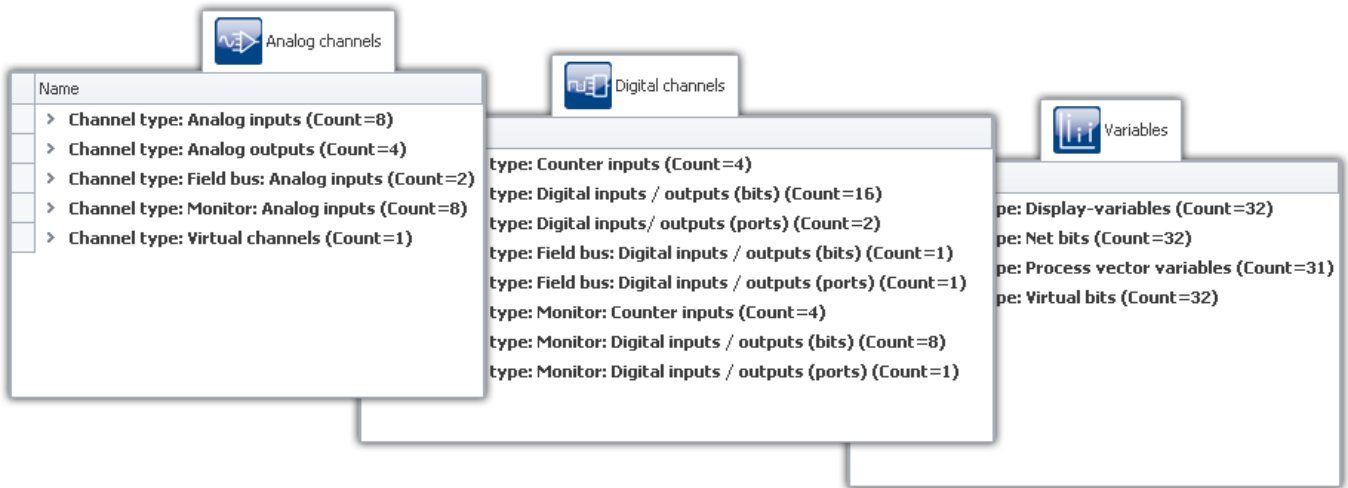 Analog channels
Name
Channel type: Analog inputs (Count=8)
Channel type: Analog outputs (Count=4)
Channel type: Field bus: Analog inputs (Count=2)
Channel type: Monitor: Analog inputs (Count=8)
Channel type: Virtual channels (Count=1)
Digital channels
type: Counter inputs (Count=4)
type: Digital inputs / outputs (bits) (Count=16)
type: Digital inputs/ outputs (ports) (Count=2)
type: Field bus: Digital inputs / outputs (bits) (Count=1)
type: Field bus: Digital inputs / outputs (ports) (Count=1)
type: Monitor: Counter inputs (Count=4)
type: Monitor: Digital inputs / outputs (bits) (Count=8)
type: Monitor: Digital inputs / outputs (ports) (Count=1)
Variables
pe: Display-variables (Count=32)
pe: Net bits (Count=32)
pe: Process vector variables (Count=31)
pe: Virtual bits (Count=32)